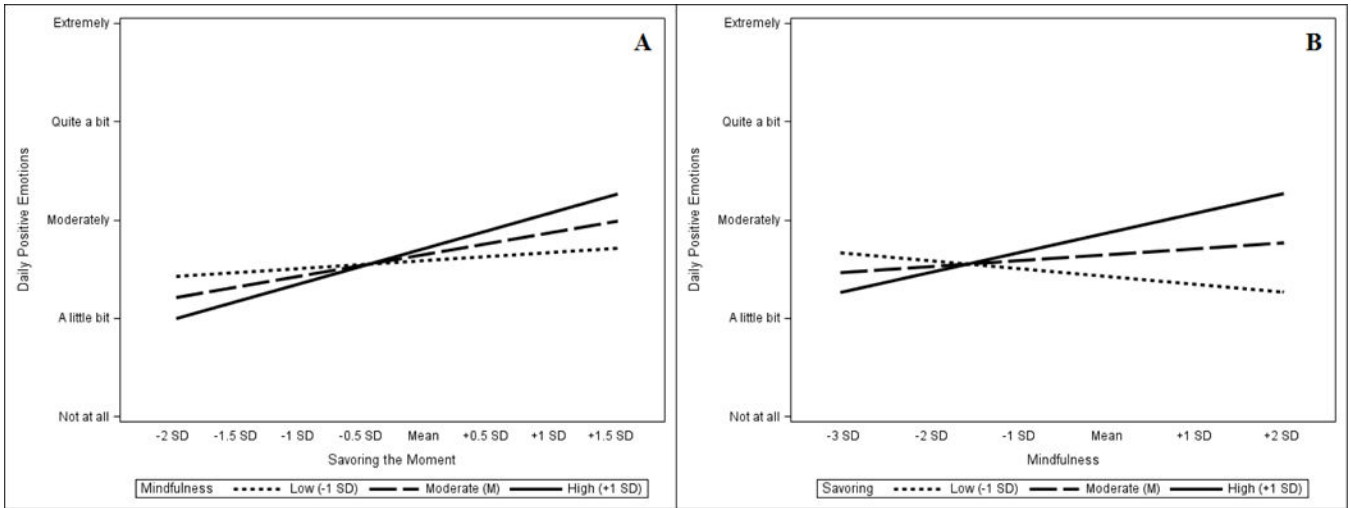 A
Extremely
Quite a bit
Moderately
A little bit
Not at all
Daily Positive Emotions
-2 SD -1.5 SD -1 SD -0.5 SD Mean +0.5 SD +1 SD +1.5 SD
Savoring the Moment
Mindfulness Low (-1 SD) Moderate (M) High (+1 SD)
B
Extremely
Quite a bit
Moderately
A little bit
Not at all
Daily Positive Emotions
-3 SD -2 SD -1 SD Mean +1 SD +2 SD
Mindfulness
Savoring Low (-1 SD) Moderate (M) High (+1 SD)